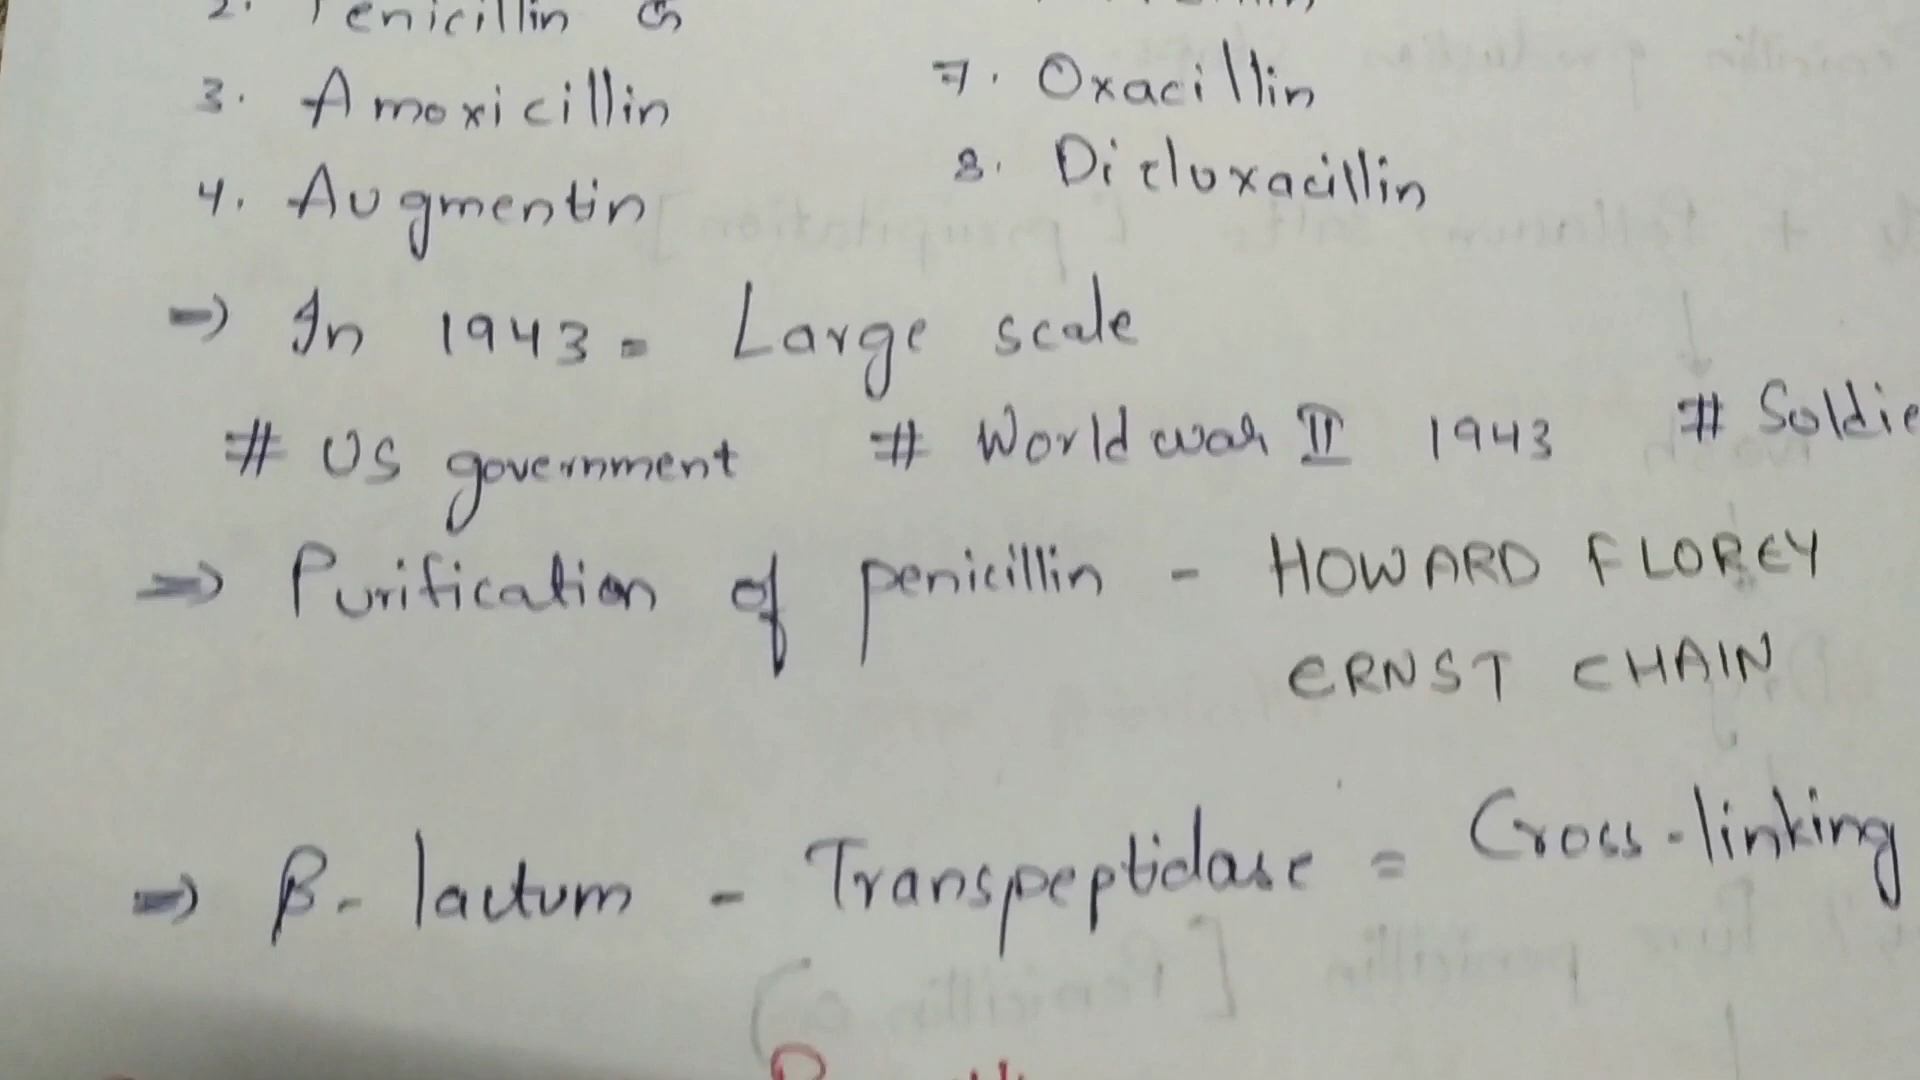 2. Penicillin G
3. Amoxicillin
7. Oxacillin
4. Augmentin
8. Dicloxacillin
⇒ In 1943 = Large scale
# US government # World war II 1943 # Soldie
⇒ Purification of penicillin - HOWARD FLOREY
ERNST CHAIN
⇒ β- lactum - Transpeptidase = Cross-linking